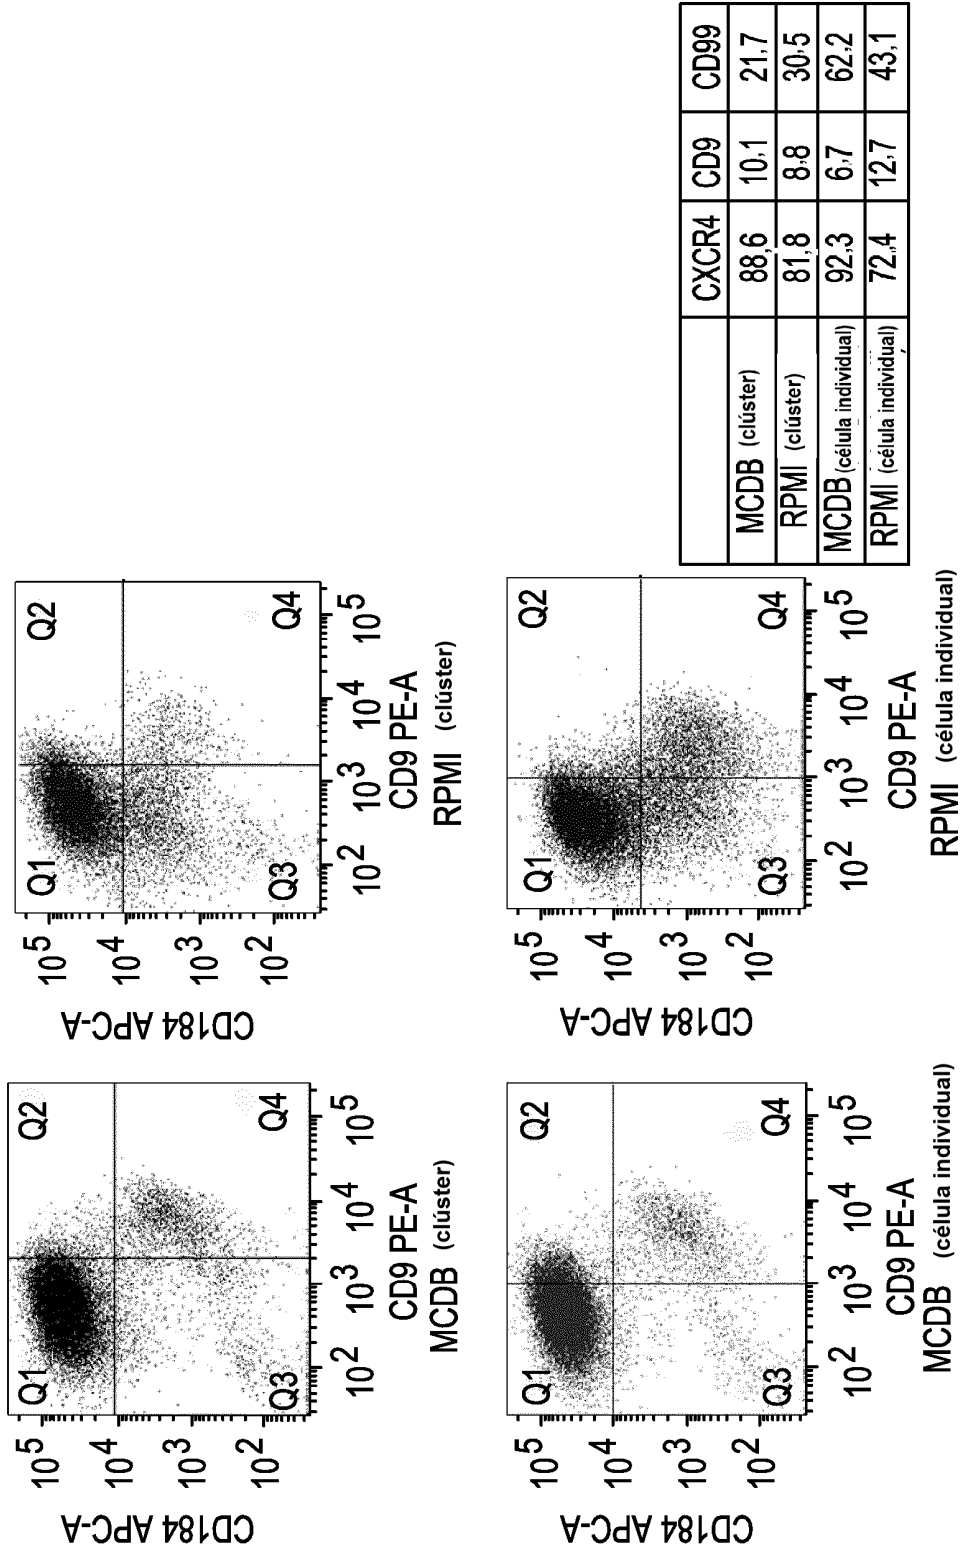 CD184 APC-A
10^5
10^4
10^3
10^2
Q1
Q2
Q3
Q4
10^2 10^3 10^4 10^5
CD9 PE-A
MCDB (clúster)
CD184 APC-A
10^5
10^4
10^3
10^2
Q1
Q2
Q3
Q4
10^2 10^3 10^4 10^5
CD9 PE-A
RPMI (clúster)
CD184 APC-A
10^5
10^4
10^3
10^2
Q1
Q2
Q3
Q4
10^2 10^3 10^4 10^5
CD9 PE-A
MCDB (célula individual)
CD184 APC-A
10^5
10^4
10^3
10^2
Q1
Q2
Q3
Q4
10^2 10^3 10^4 10^5
CD9 PE-A
RPMI (célula individual)
CXCR4 CD9 CD99
MCDB (clúster) 88,6 10,1 21,7
RPMI (clúster) 81,8 8,8 30,5
MCDB (célula individual) 92,3 6,7 62,2
RPMI (célula individual) 72,4 12,7 43,1